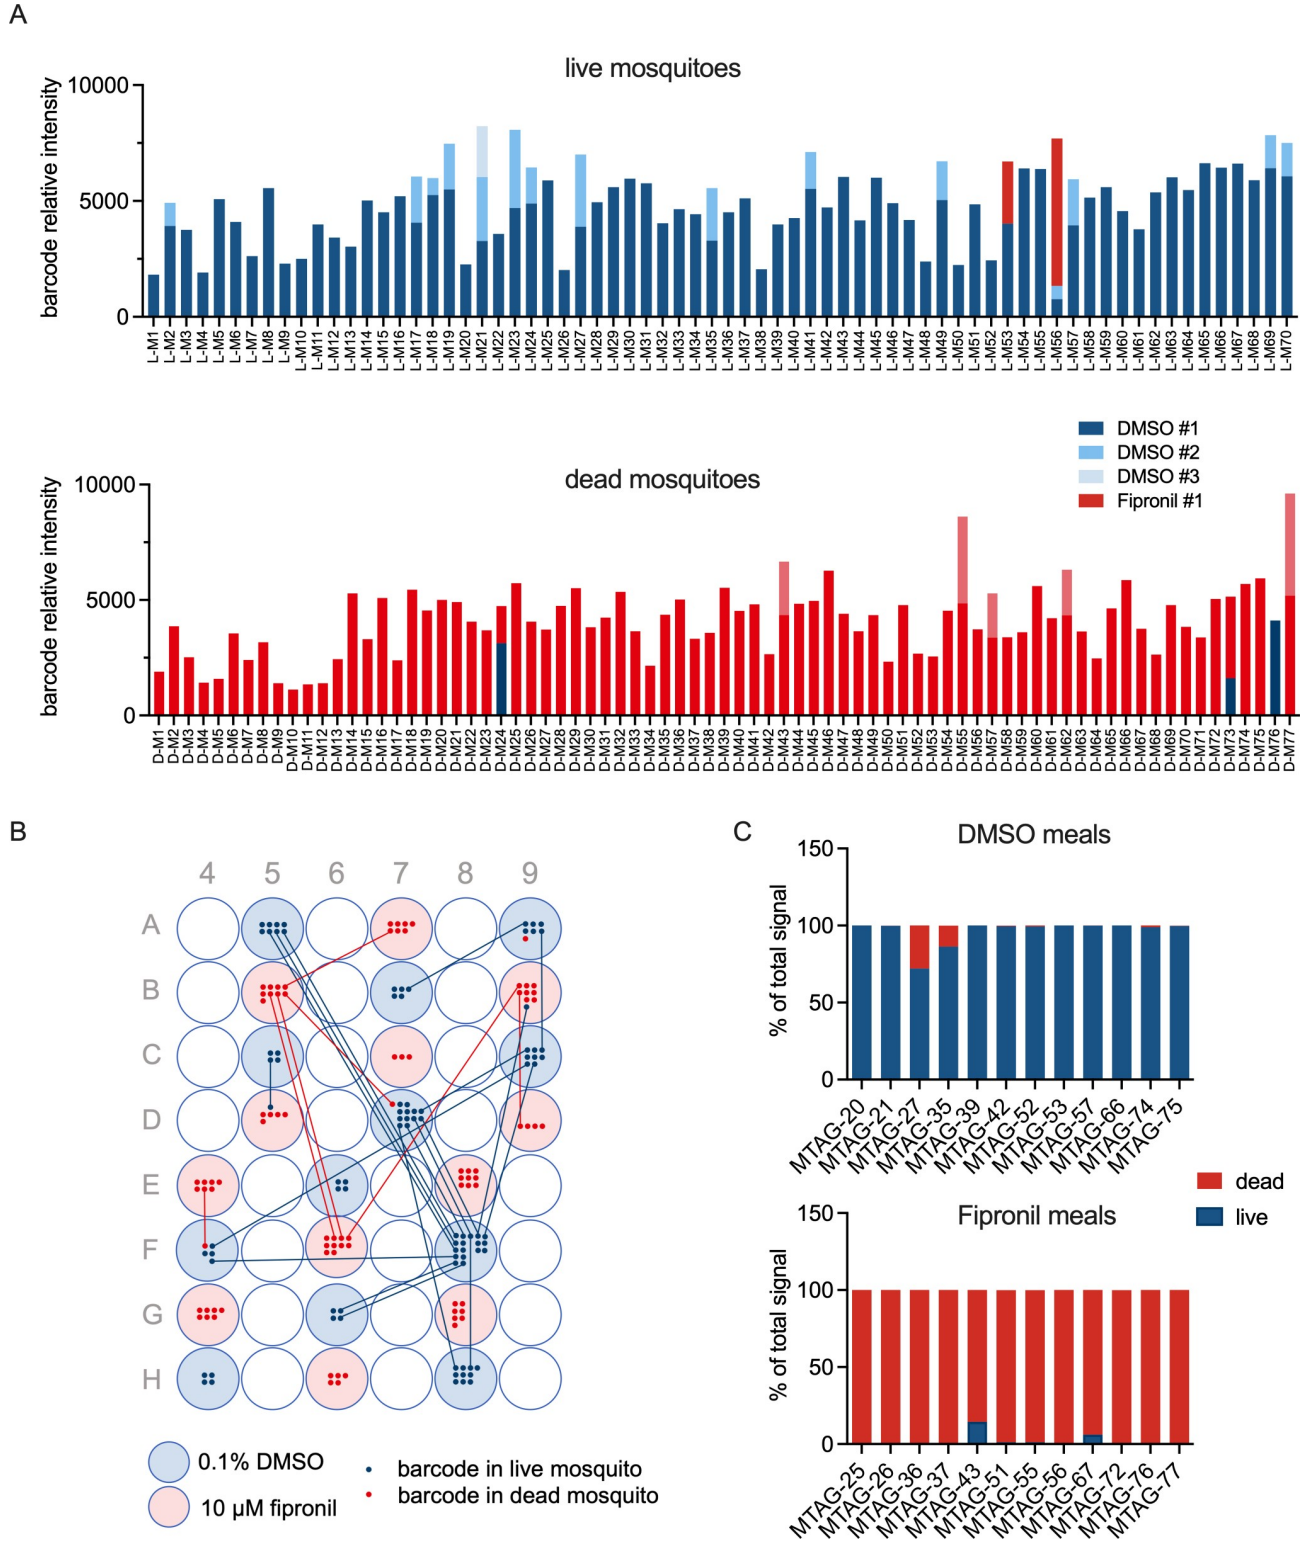 A
live mosquitoes
barcode relative intensity
10000
5000
0
L-M1 L-M2 L-M3 L-M4 L-M5 L-M6 L-M7 L-M8 L-M9 L-M10 L-M11 L-M12 L-M13 L-M14 L-M15 L-M16 L-M17 L-M18 L-M19 L-M20 L-M21 L-M22 L-M23 L-M24 L-M25 L-M26 L-M27 L-M28 L-M29 L-M30 L-M31 L-M32 L-M33 L-M34 L-M35 L-M36 L-M37 L-M38 L-M39 L-M40 L-M41 L-M42 L-M43 L-M44 L-M45 L-M46 L-M47 L-M48 L-M49 L-M50 L-M51 L-M52 L-M53 L-M54 L-M55 L-M56 L-M57 L-M58 L-M59 L-M60 L-M61 L-M62 L-M63 L-M64 L-M65 L-M66 L-M67 L-M68 L-M69 L-M70
DMSO #1
DMSO #2
DMSO #3
Fipronil #1
dead mosquitoes
barcode relative intensity
10000
5000
0
D-M1 D-M2 D-M3 D-M4 D-M5 D-M6 D-M7 D-M8 D-M9 D-M10 D-M11 D-M12 D-M13 D-M14 D-M15 D-M16 D-M17 D-M18 D-M19 D-M20 D-M21 D-M22 D-M23 D-M24 D-M25 D-M26 D-M27 D-M28 D-M29 D-M30 D-M31 D-M32 D-M33 D-M34 D-M35 D-M36 D-M37 D-M38 D-M39 D-M40 D-M41 D-M42 D-M43 D-M44 D-M45 D-M46 D-M47 D-M48 D-M49 D-M50 D-M51 D-M52 D-M53 D-M54 D-M55 D-M56 D-M57 D-M58 D-M59 D-M60 D-M61 D-M62 D-M63 D-M64 D-M65 D-M66 D-M67 D-M68 D-M69 D-M70 D-M71 D-M72 D-M73 D-M74 D-M75 D-M76 D-M77
B
4 5 6 7 8 9
A
B
C
D
E
F
G
H
0.1% DMSO
10 µM fipronil
barcode in live mosquito
barcode in dead mosquito
C
DMSO meals
% of total signal
150
100
50
0
MTAG-20 MTAG-21 MTAG-27 MTAG-35 MTAG-39 MTAG-42 MTAG-52 MTAG-53 MTAG-57 MTAG-66 MTAG-74 MTAG-75
dead
live
Fipronil meals
% of total signal
150
100
50
0
MTAG-25 MTAG-26 MTAG-36 MTAG-37 MTAG-43 MTAG-51 MTAG-55 MTAG-56 MTAG-67 MTAG-72 MTAG-76 MTAG-77